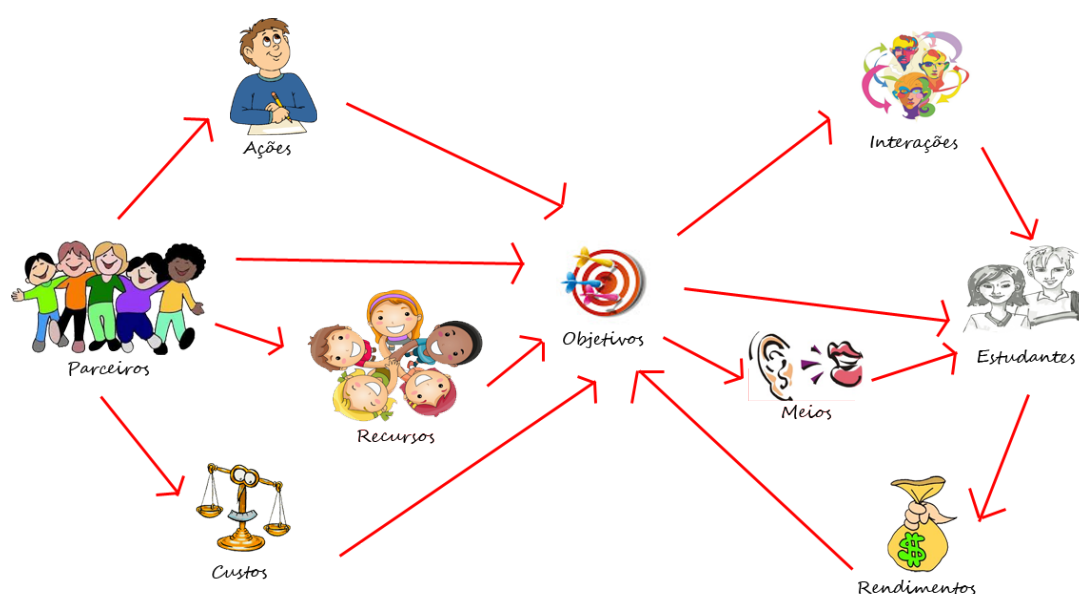 Ações
Interações
Parceiros
Objetivos
Estudantes
Recursos
Meios
Custos
$
Rendimentos